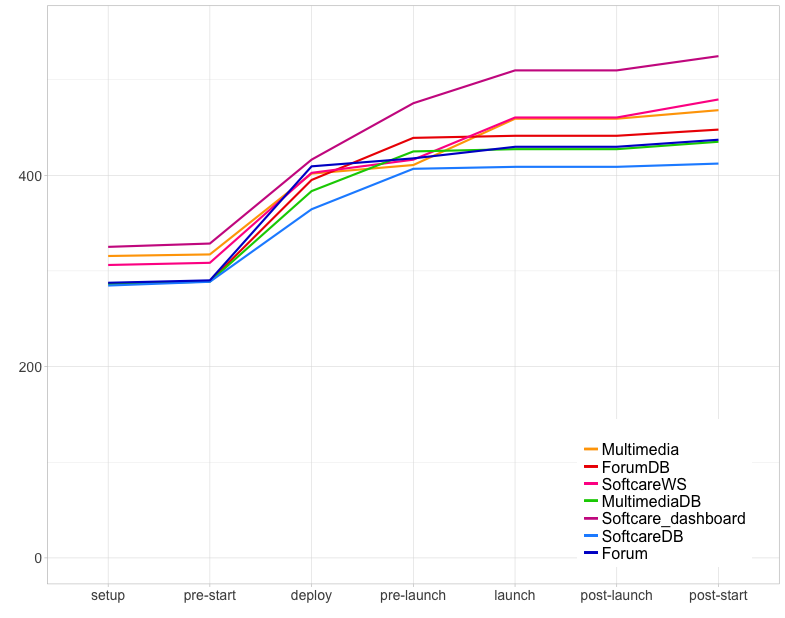 400
200
0
Multimedia
ForumDB
SoftcareWS
MultimediaDB
Softcare_dashboard
SoftcareDB
Forum
setup pre-start deploy pre-launch launch post-launch post-start